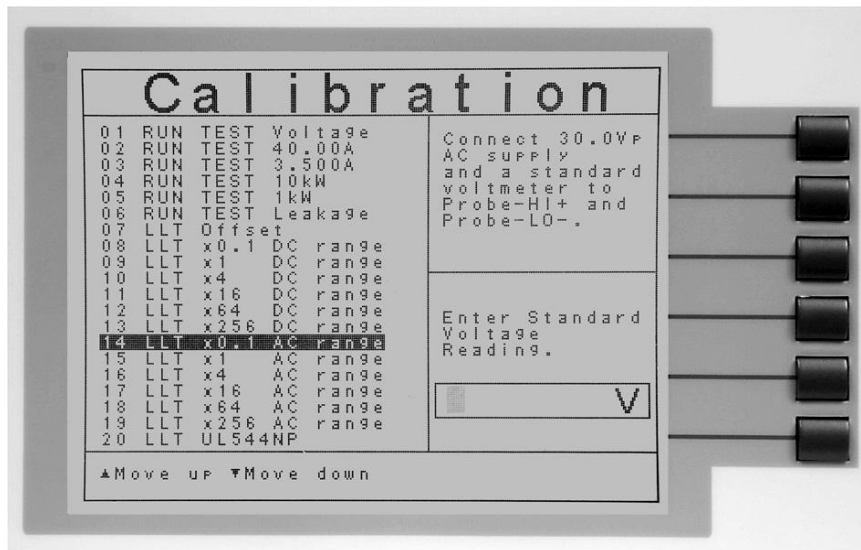 Calibration
01 RUN TEST Voltage
02 RUN TEST 40.00A
03 RUN TEST 3.500A
04 RUN TEST 10kW
05 RUN TEST 1kW
06 RUN TEST Leakage
07 LLT Offset
08 LLT x0.1 DC range
09 LLT x1 DC range
10 LLT x4 DC range
11 LLT x16 DC range
12 LLT x64 DC range
13 LLT x256 DC range
14 LLT x0.1 AC range
15 LLT x1 AC range
16 LLT x4 AC range
17 LLT x16 AC range
18 LLT x64 AC range
19 LLT x256 AC range
20 LLT UL544NP
Connect 30.0Vp
AC supply
and a standard
voltmeter to
Probe-HI+ and
Probe-LO-.
Enter Standard
Voltage
Reading.
V
▲Move up ▼Move down